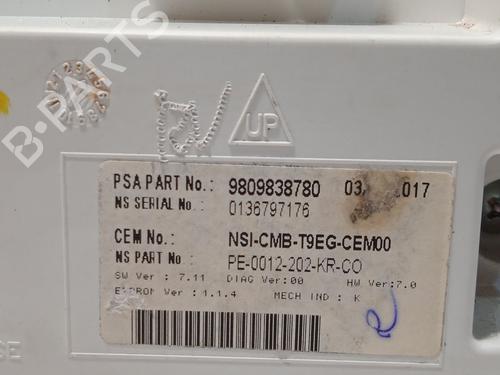 B-PARTS
UP
PSA PART No.: 9809838780 03, 017
NS SERIAL No.: 0136797176
CEM No.: NSI-CMB-T9EG-CEM00
NS PART No.: PE-0012-202-KR-CO
SW Ver : 7.11 DIAG Ver:00 HW Ver:7.0
EEPROM Ver :4.1.4 MECH IND : K